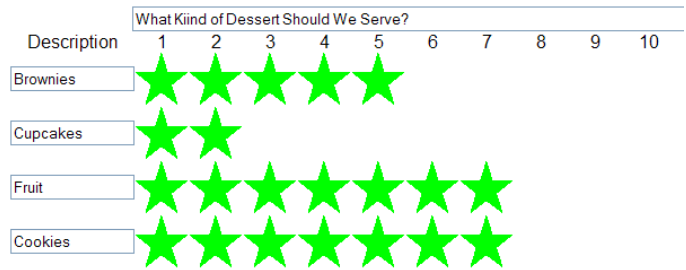 What Kiind of Dessert Should We Serve?
Description 1 2 3 4 5 6 7 8 9 10
Brownies
Cupcakes
Fruit
Cookies